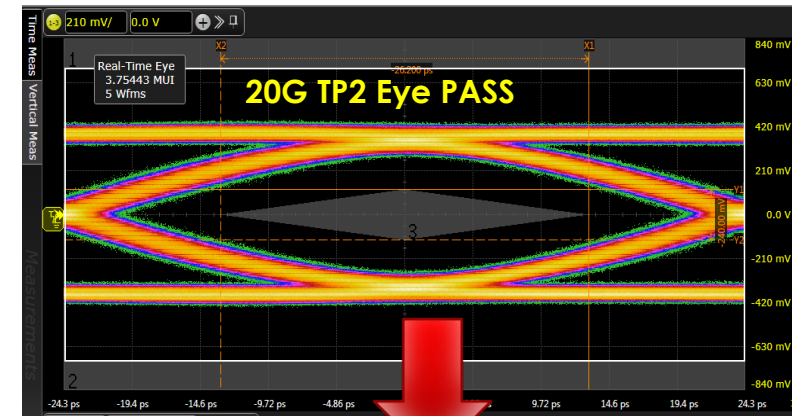 1-3 210 mV/ 0.0 V
Time Meas
Vertical Meas
Measurements
1
Real-Time Eye
3.75443 MUI
5 Wfms
X2
X1
-26.200 ps
20G TP2 Eye PASS
840 mV
630 mV
420 mV
210 mV
0.0 V
-210 mV
-420 mV
-630 mV
-840 mV
Y1
-240.00 mV
Y2
3
2
-24.3 ps -19.4 ps -14.6 ps -9.72 ps -4.86 ps ps 9.72 ps 14.6 ps 19.4 ps 24.3 ps